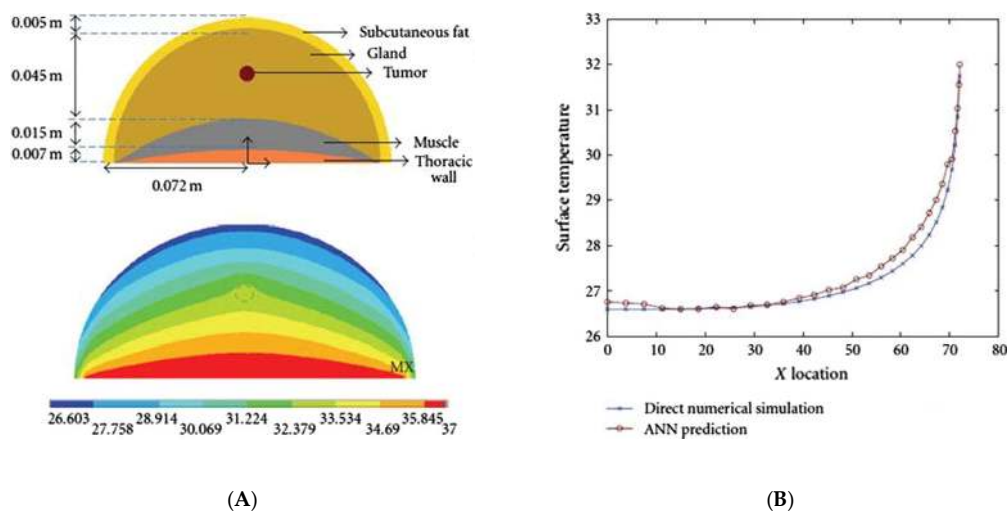 0.005 m
Subcutaneous fat
Gland
0.045 m
Tumor
0.015 m
Muscle
0.007 m
Thoracic
wall
0.072 m
MX
26.603 28.914 31.224 33.534 35.845
27.758 30.069 32.379 34.69 37
(A)
33
32
31
30
29
28
27
26
Surface temperature
0 10 20 30 40 50 60 70 80
X location
Direct numerical simulation
ANN prediction
(B)